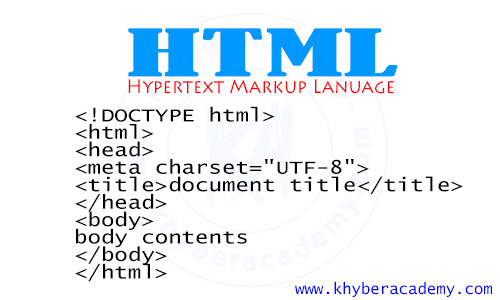 HTML
HYPERTEXT MARKUP LANUAGE
<!DOCTYPE html>
<html>
<head>
<meta charset="UTF-8">
<title>document title</title>
</head>
<body>
body contents
</body>
</html>
www.khyberacademy.com